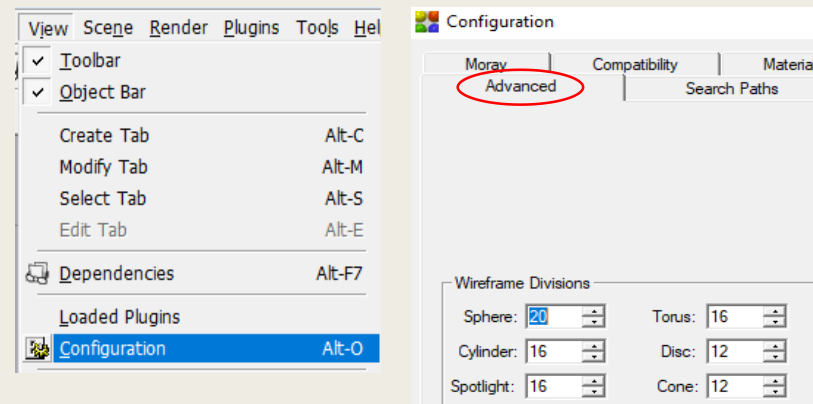 View Scene Render Plugins Tools Hel
Toolbar
Object Bar
Create Tab Alt-C
Modify Tab Alt-M
Select Tab Alt-S
Edit Tab Alt-E
Dependencies Alt-F7
Loaded Plugins
Configuration Alt-O
Configuration
Moray Compatibility Materia
Advanced Search Paths
Wireframe Divisions
Sphere: 20 Torus: 16
Cylinder: 16 Disc: 12
Spotlight: 16 Cone: 12